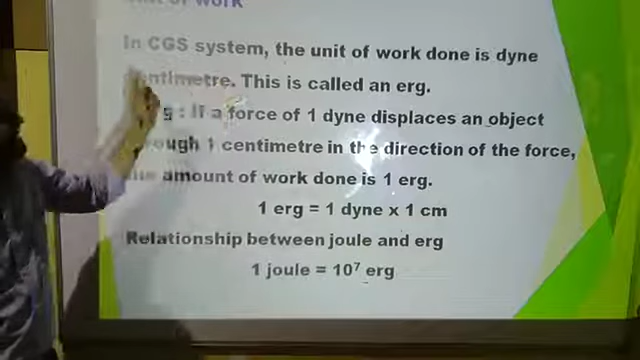 of work
In CGS system, the unit of work done is dyne
centimetre. This is called an erg.
: If a force of 1 dyne displaces an object
through 1 centimetre in the direction of the force,
the amount of work done is 1 erg.
1 erg = 1 dyne x 1 cm
Relationship between joule and erg
1 joule = 10⁷ erg